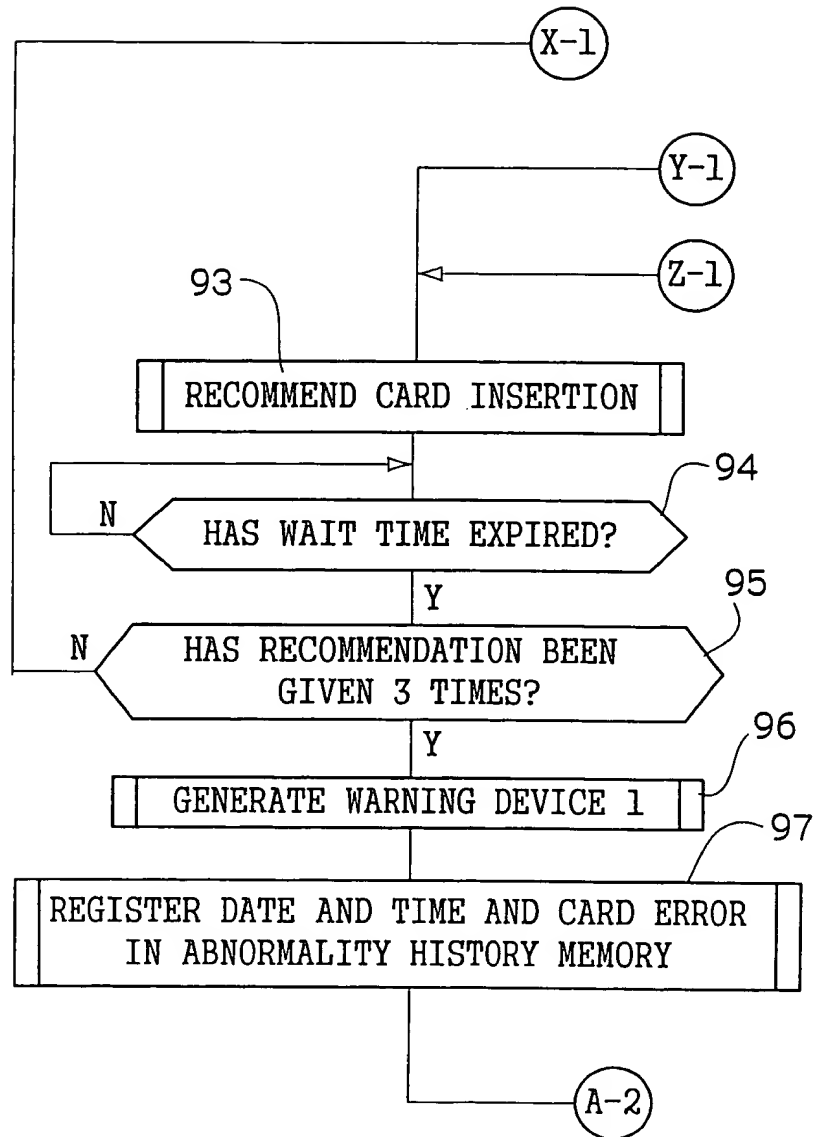 X-1
Y-1
Z-1
93
RECOMMEND CARD INSERTION
94
N
HAS WAIT TIME EXPIRED?
Y
95
N
HAS RECOMMENDATION BEEN
GIVEN 3 TIMES?
Y
96
GENERATE WARNING DEVICE 1
97
REGISTER DATE AND TIME AND CARD ERROR
IN ABNORMALITY HISTORY MEMORY
A-2